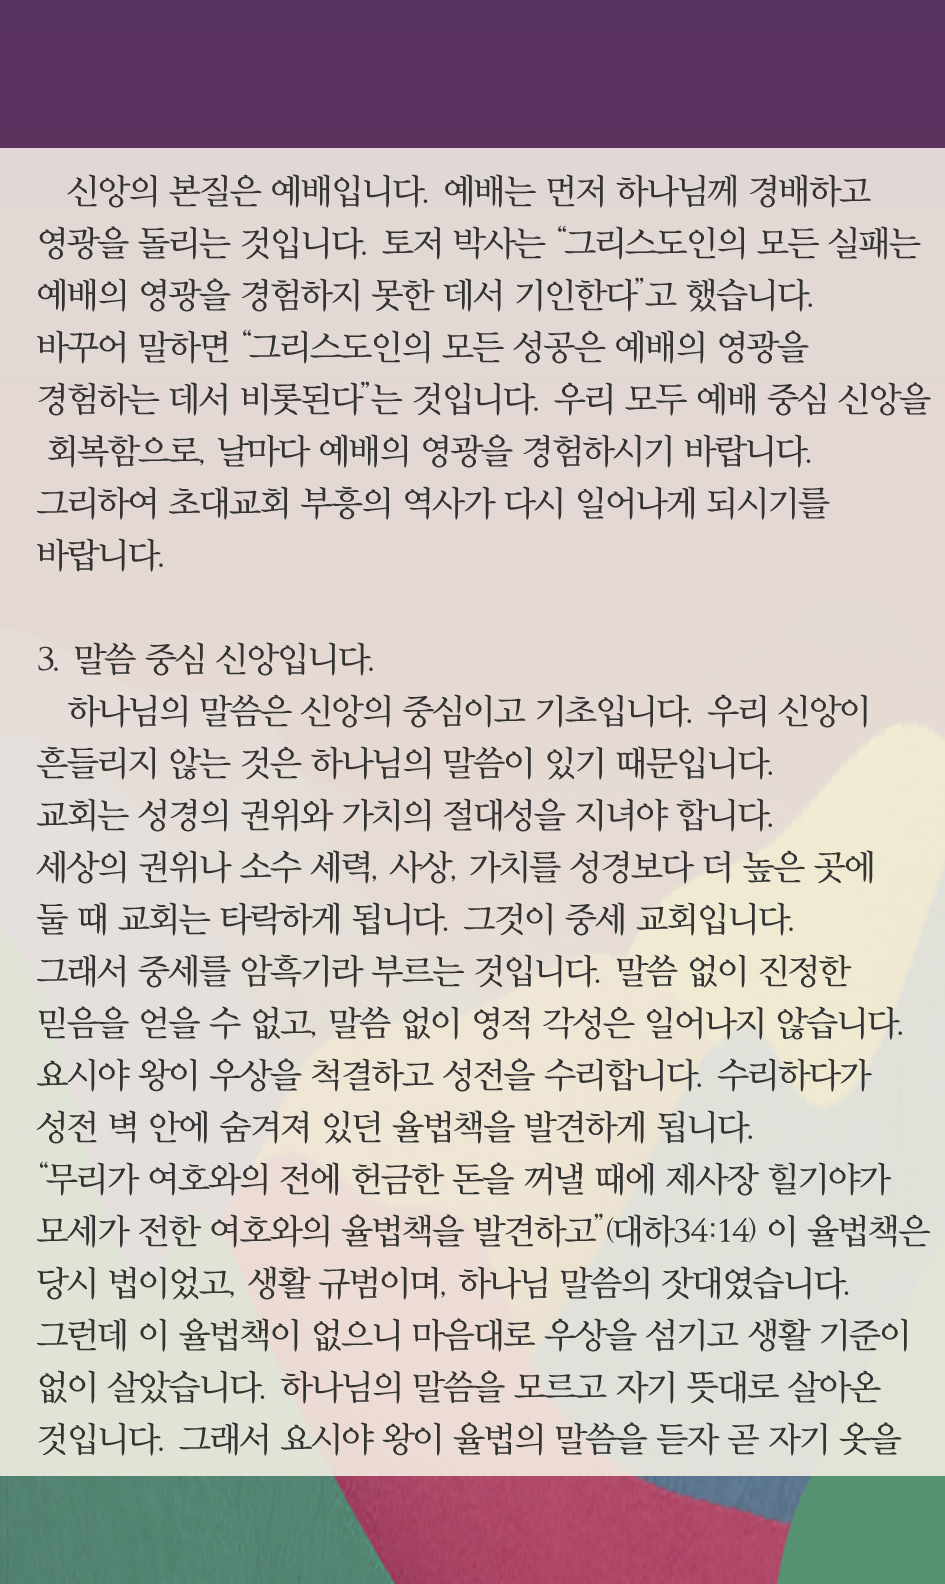 신앙의 본질은 예배입니다. 예배는 먼저 하나님께 경배하고
영광을 돌리는 것입니다. 토저 박사는 “그리스도인의 모든 실패는
예배의 영광을 경험하지 못한 데서 기인한다”고 했습니다.
바꾸어 말하면 “그리스도인의 모든 성공은 예배의 영광을
경험하는 데서 비롯된다”는 것입니다. 우리 모두 예배 중심 신앙을
회복함으로, 날마다 예배의 영광을 경험하시기 바랍니다.
그리하여 초대교회 부흥의 역사가 다시 일어나게 되시기를
바랍니다.
3. 말씀 중심 신앙입니다.
하나님의 말씀은 신앙의 중심이고 기초입니다. 우리 신앙이
흔들리지 않는 것은 하나님의 말씀이 있기 때문입니다.
교회는 성경의 권위와 가치의 절대성을 지녀야 합니다.
세상의 권위나 소수 세력, 사상, 가치를 성경보다 더 높은 곳에
둘 때 교회는 타락하게 됩니다. 그것이 중세 교회입니다.
그래서 중세를 암흑기라 부르는 것입니다. 말씀 없이 진정한
믿음을 얻을 수 없고, 말씀 없이 영적 각성은 일어나지 않습니다.
요시야 왕이 우상을 척결하고 성전을 수리합니다. 수리하다가
성전 벽 안에 숨겨져 있던 율법책을 발견하게 됩니다.
“무리가 여호와의 전에 헌금한 돈을 꺼낼 때에 제사장 힐기야가
모세가 전한 여호와의 율법책을 발견하고”(대하34:14) 이 율법책은
당시 법이었고, 생활 규범이며, 하나님 말씀의 잣대였습니다.
그런데 이 율법책이 없으니 마음대로 우상을 섬기고 생활 기준이
없이 살았습니다. 하나님의 말씀을 모르고 자기 뜻대로 살아온
것입니다. 그래서 요시야 왕이 율법의 말씀을 듣자 곧 자기 옷을